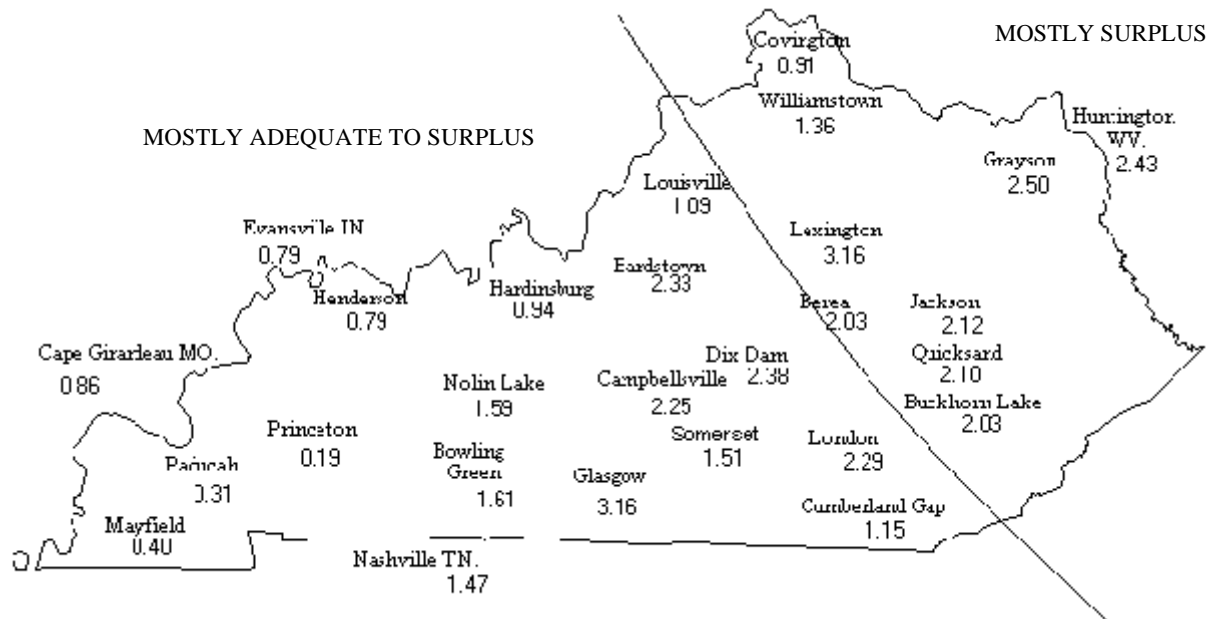 MOSTLY SURPLUS
Covington
0.91
Williamstown
1.36
Huntington
WV.
2.43
MOSTLY ADEQUATE TO SURPLUS
Grayson
2.50
Louisville
1.09
Evansville IN
0.79
Lexington
3.16
Eardstown
2.33
Henderson
0.79
Hardinsburg
0.94
Berea
2.03
Jackson
2.12
Cape Girardeau MO.
0.86
Dix Dam
2.38
Quicksard
2.10
Nolin Lake
1.59
Campbellsville
2.25
Buckhorn Lake
2.03
Princeton
0.19
Somerset
1.51
London
2.29
Bowling
Green
1.61
Paducah
0.31
Glasgow
3.16
Cumberland Gap
1.15
Mayfield
0.40
Nashville TN.
1.47